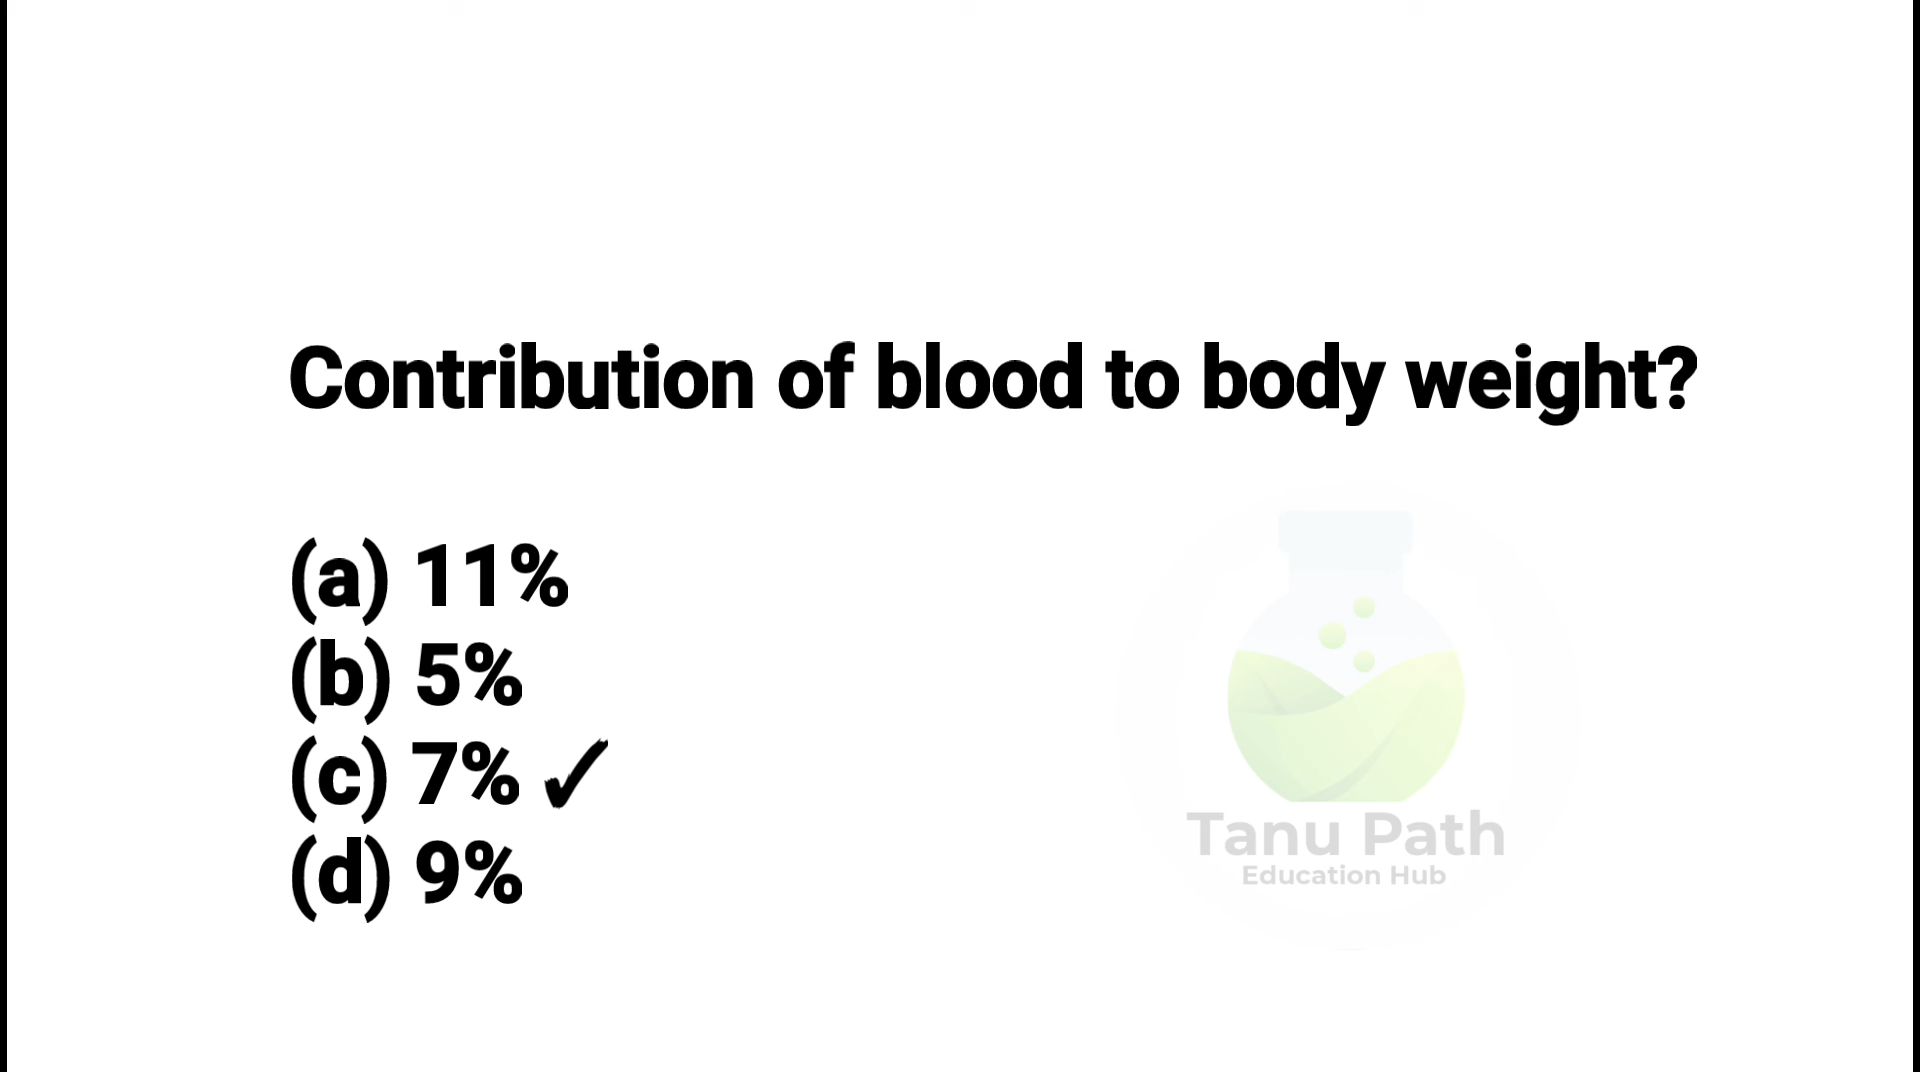 Contribution of blood to body weight?
(a) 11%
(b) 5%
(c) 7% ✓
(d) 9%
Tanu Path
Education Hub